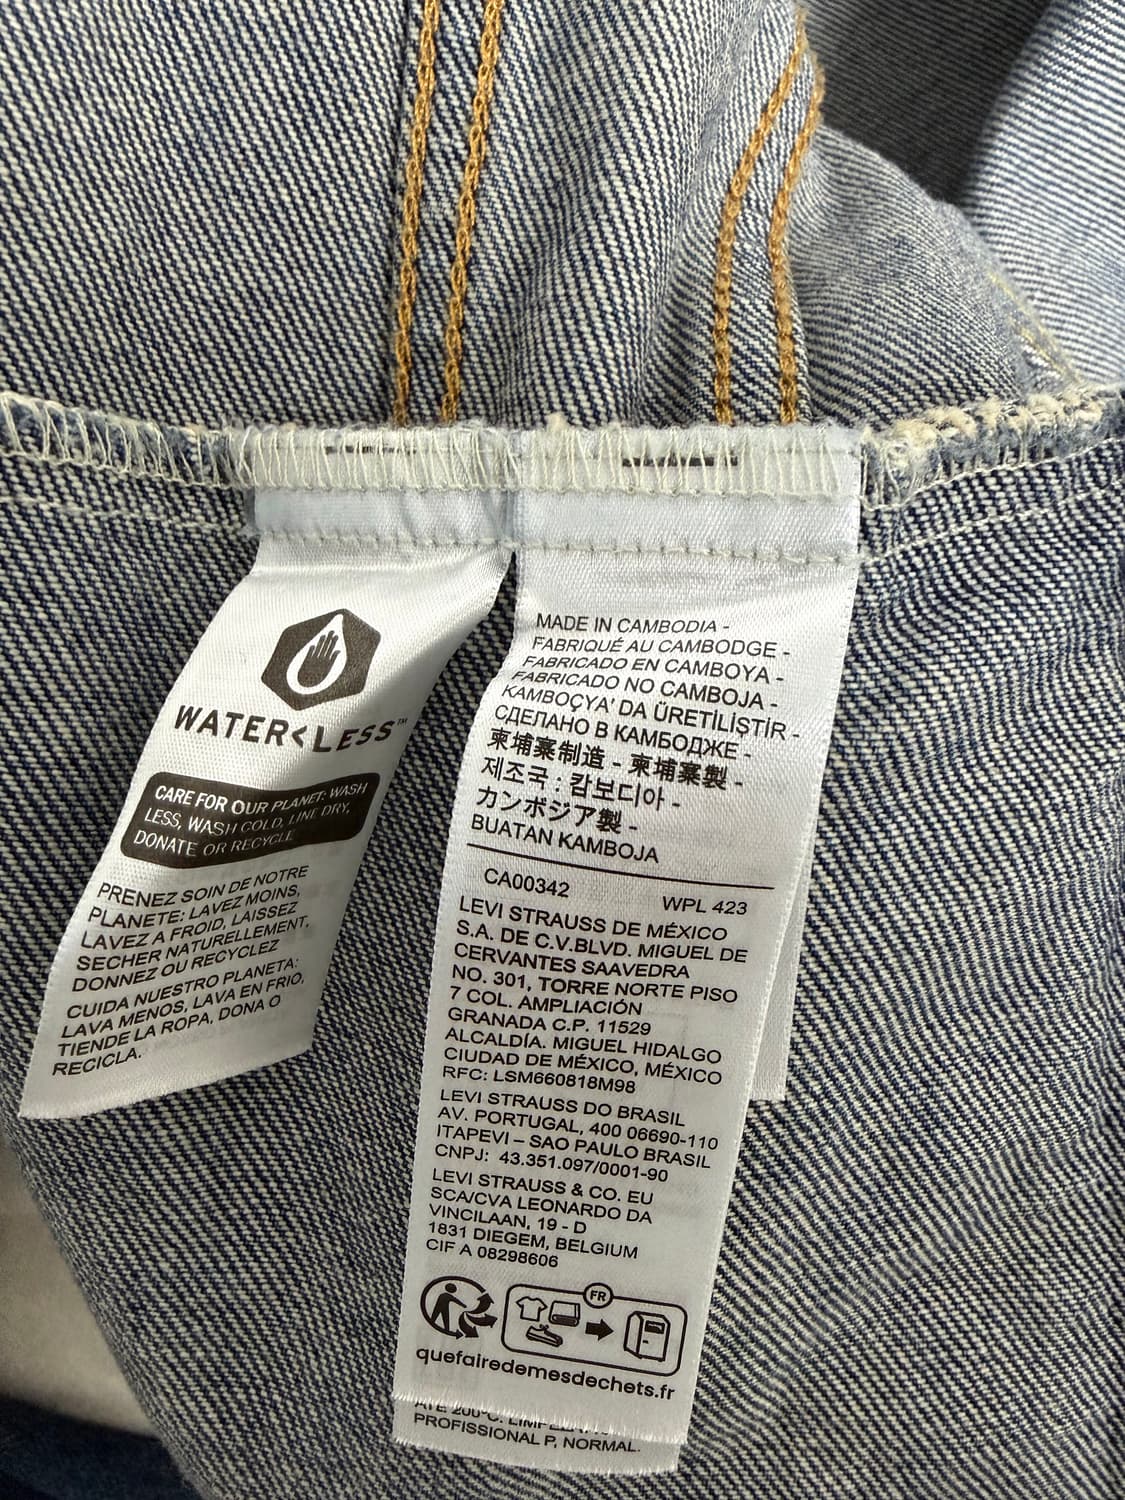 WATER<LESS™
CARE FOR OUR PLANET: WASH
LESS, WASH COLD, LINE DRY,
DONATE OR RECYCLE
PRENEZ SOIN DE NOTRE
PLANETE: LAVEZ MOINS,
LAVEZ A FROID, LAISSEZ
SECHER NATURELLEMENT,
DONNEZ OU RECYCLEZ
CUIDA NUESTRO PLANETA:
LAVA MENOS, LAVA EN FRIO,
TIENDE LA ROPA, DONA O
RECICLA.
MADE IN CAMBODIA -
FABRIQUÉ AU CAMBODGE -
FABRICADO EN CAMBOYA -
FABRICADO NO CAMBOJA -
KAMBOÇYA' DA ÜRETİLİŞTİR -
СДЕЛАНО В КАМБОДЖЕ -
柬埔寨制造 - 柬埔寨製 -
제조국 : 캄보디아 -
カンボジア製 -
BUATAN KAMBOJA
CA00342 WPL 423
LEVI STRAUSS DE MÉXICO
S.A. DE C.V.BLVD. MIGUEL DE
CERVANTES SAAVEDRA
NO. 301, TORRE NORTE PISO
7 COL. AMPLIACIÓN
GRANADA C.P. 11529
ALCALDÍA. MIGUEL HIDALGO
CIUDAD DE MÉXICO, MÉXICO
RFC: LSM660818M98
LEVI STRAUSS DO BRASIL
AV. PORTUGAL, 400 06690-110
ITAPEVI – SAO PAULO BRASIL
CNPJ: 43.351.097/0001-90
LEVI STRAUSS & CO. EU
SCA/CVA LEONARDO DA
VINCILAAN, 19 - D
1831 DIEGEM, BELGIUM
CIF A 08298606
FR
quefairedemesdechets.fr
ATE 200°C.
PROFISSIONAL P, NORMAL.